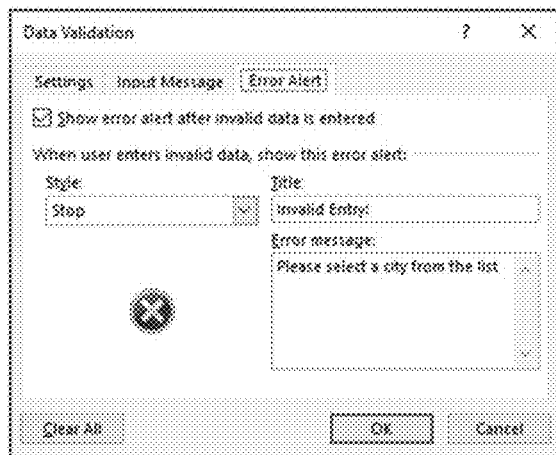 Data Validation ? ×
Settings Input Message Error Alert
Show error alert after invalid data is entered
When user enters invalid data, show this error alert:
Style: Title:
Stop Invalid Entry!
Error message:
Please select a city from the list
Clear All OK Cancel